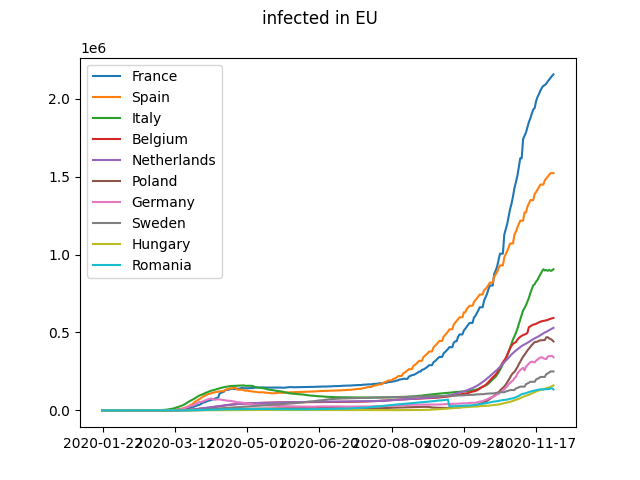 infected in EU
1e6
2.0
1.5
1.0
0.5
0.0
France
Spain
Italy
Belgium
Netherlands
Poland
Germany
Sweden
Hungary
Romania
2020-01-22 2020-03-12 2020-05-01 2020-06-20 2020-08-09 2020-09-28 2020-11-17